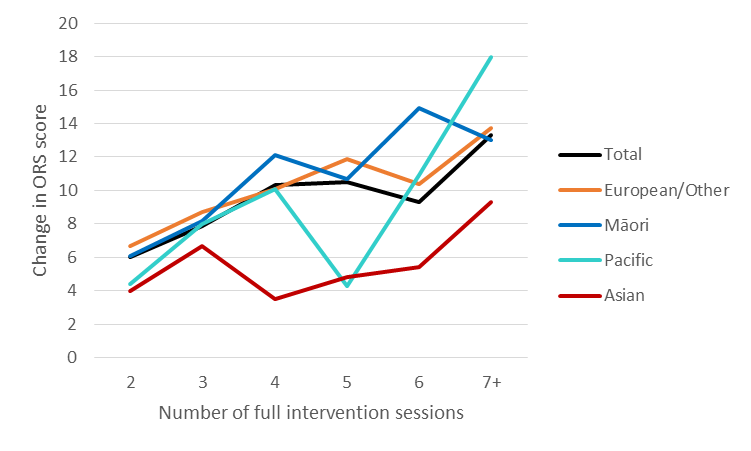 20
18
16
14
12
10
8
6
4
2
0
Change in ORS score
2 3 4 5 6 7+
Number of full intervention sessions
Total
European/Other
Māori
Pacific
Asian